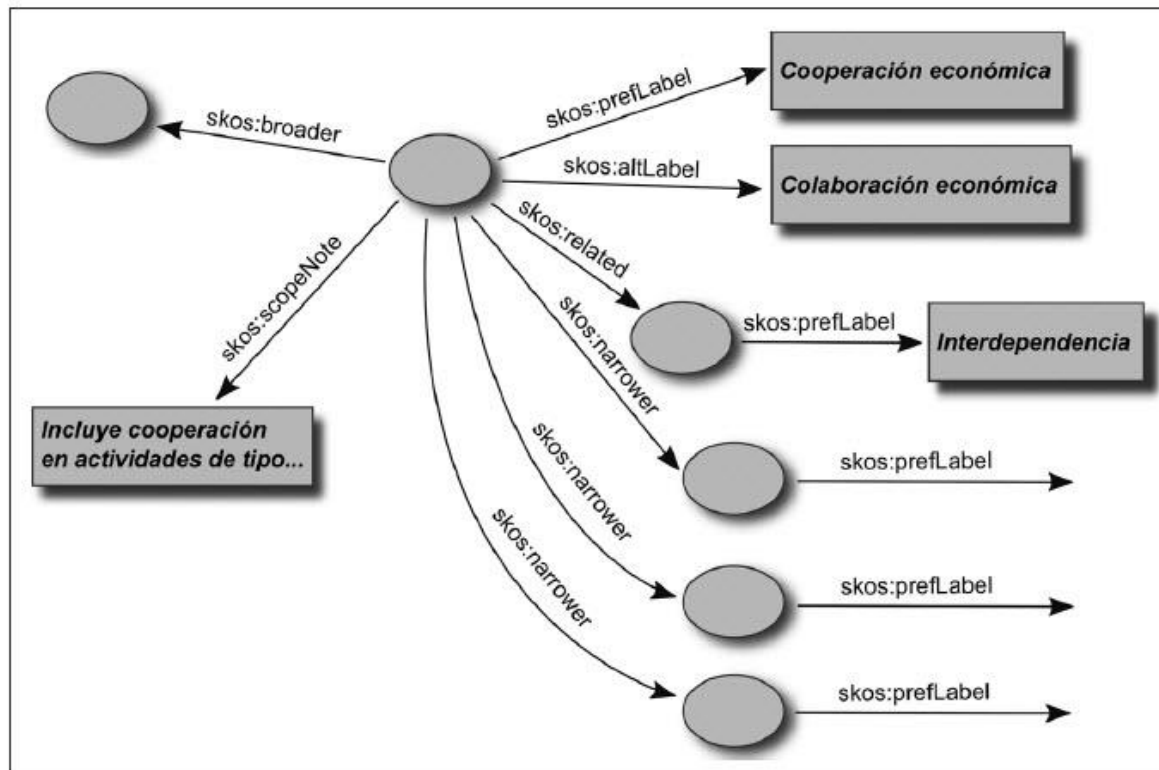 skos:broader
skos:prefLabel
Cooperación económica
skos:altLabel
Colaboración económica
skos:related
skos:scopeNote
skos:narrower
skos:prefLabel
Interdependencia
Incluye cooperación
en actividades de tipo...
skos:narrower
skos:prefLabel
skos:narrower
skos:prefLabel
skos:prefLabel